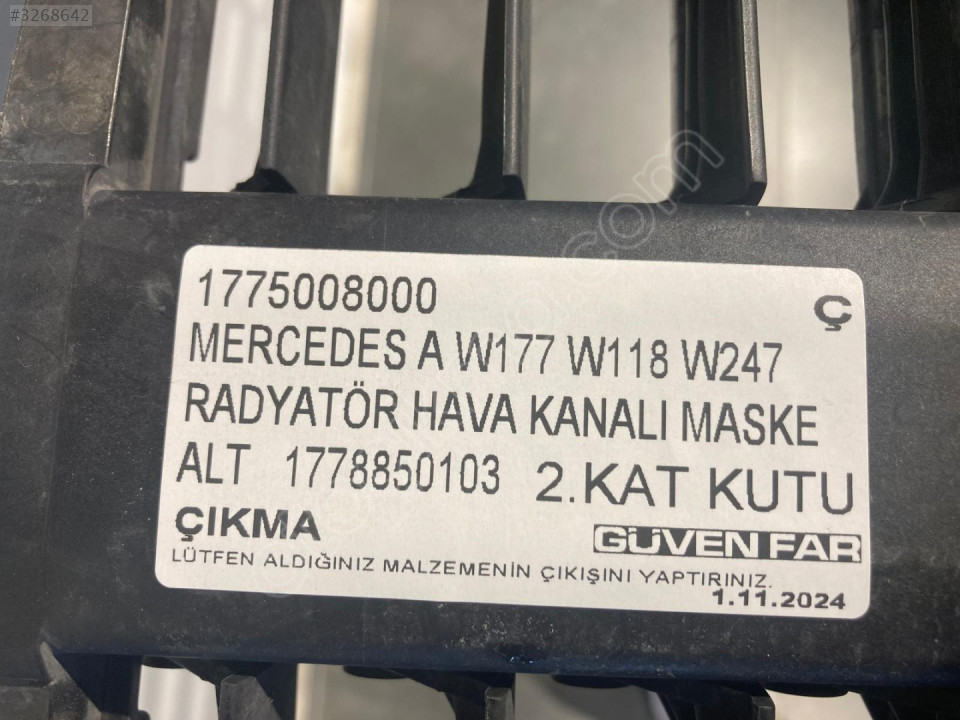 #3268642
.com
1775008000
Ç
MERCEDES A W177 W118 W247
RADYATÖR HAVA KANALI MASKE
ALT 1778850103 2.KAT KUTU
ÇIKMA
GÜVEN FAR
LÜTFEN ALDIĞINIZ MALZEMENİN ÇIKIŞINI YAPTIRINIZ.
1.11.2024